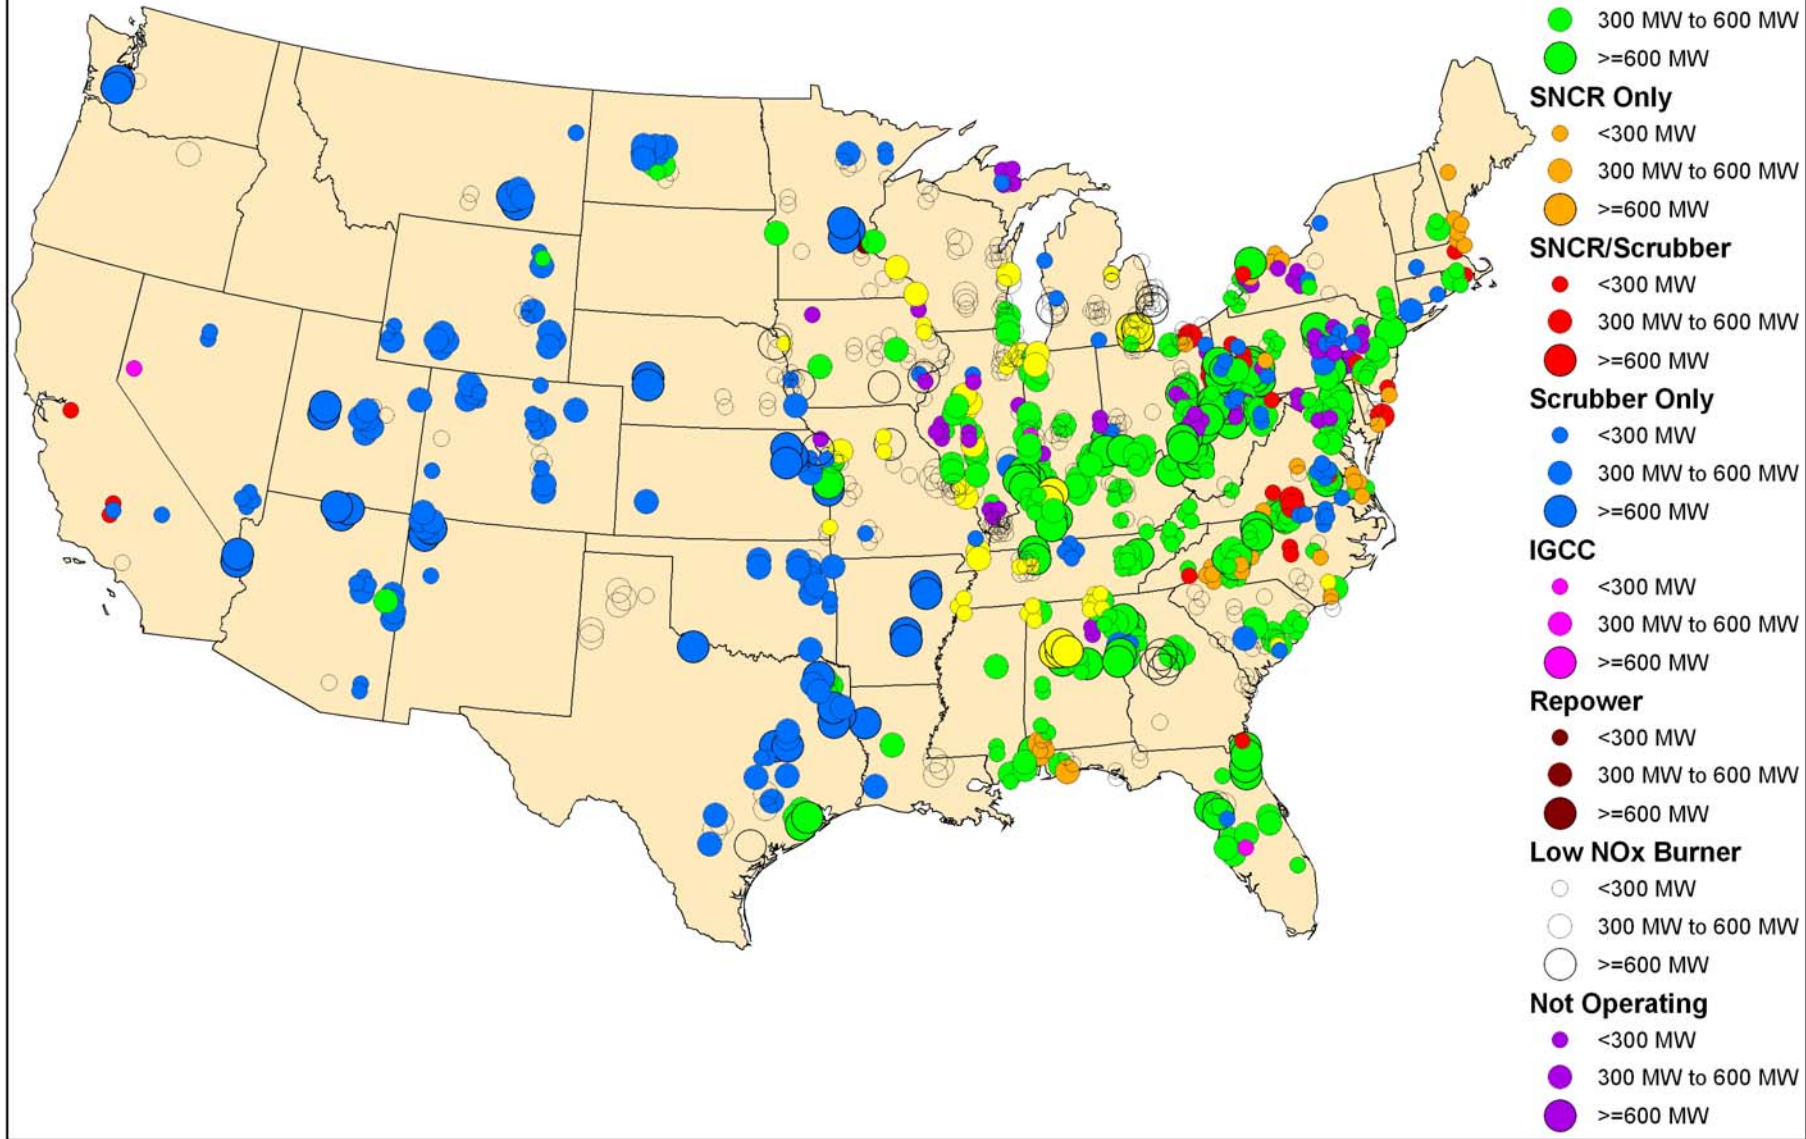 300 MW to 600 MW
>=600 MW
SNCR Only
<300 MW
300 MW to 600 MW
>=600 MW
SNCR/Scrubber
<300 MW
300 MW to 600 MW
>=600 MW
Scrubber Only
<300 MW
300 MW to 600 MW
>=600 MW
IGCC
<300 MW
300 MW to 600 MW
>=600 MW
Repower
<300 MW
300 MW to 600 MW
>=600 MW
Low NOx Burner
<300 MW
300 MW to 600 MW
>=600 MW
Not Operating
<300 MW
300 MW to 600 MW
>=600 MW